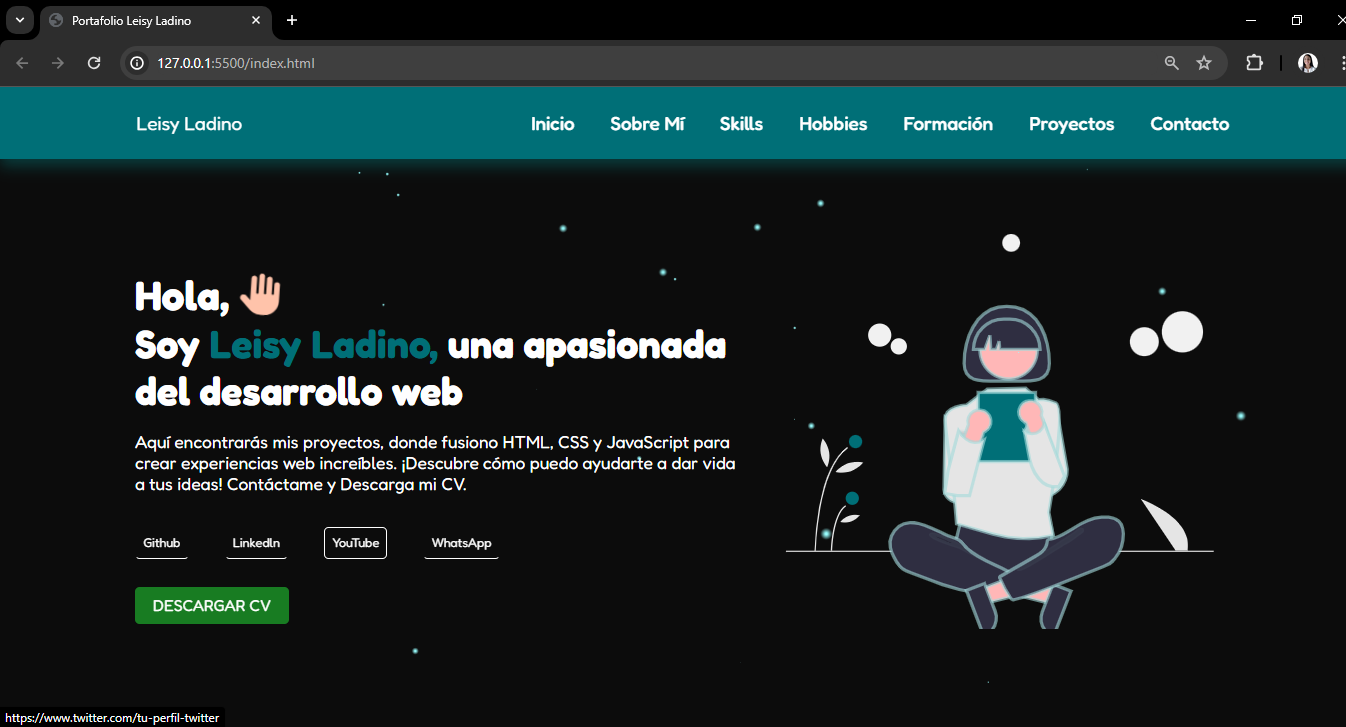 Portafolio Leisy Ladino
127.0.0.1:5500/index.html
Leisy Ladino
Inicio
Sobre Mí
Skills
Hobbies
Formación
Proyectos
Contacto
Hola, 🤚
Soy Leisy Ladino, una apasionada
del desarrollo web
Aquí encontrarás mis proyectos, donde fusiono HTML, CSS y JavaScript para
crear experiencias web increíbles. ¡Descubre cómo puedo ayudarte a dar vida
a tus ideas! Contáctame y Descarga mi CV.
Github
LinkedIn
YouTube
WhatsApp
DESCARGAR CV
https://www.twitter.com/tu-perfil-twitter